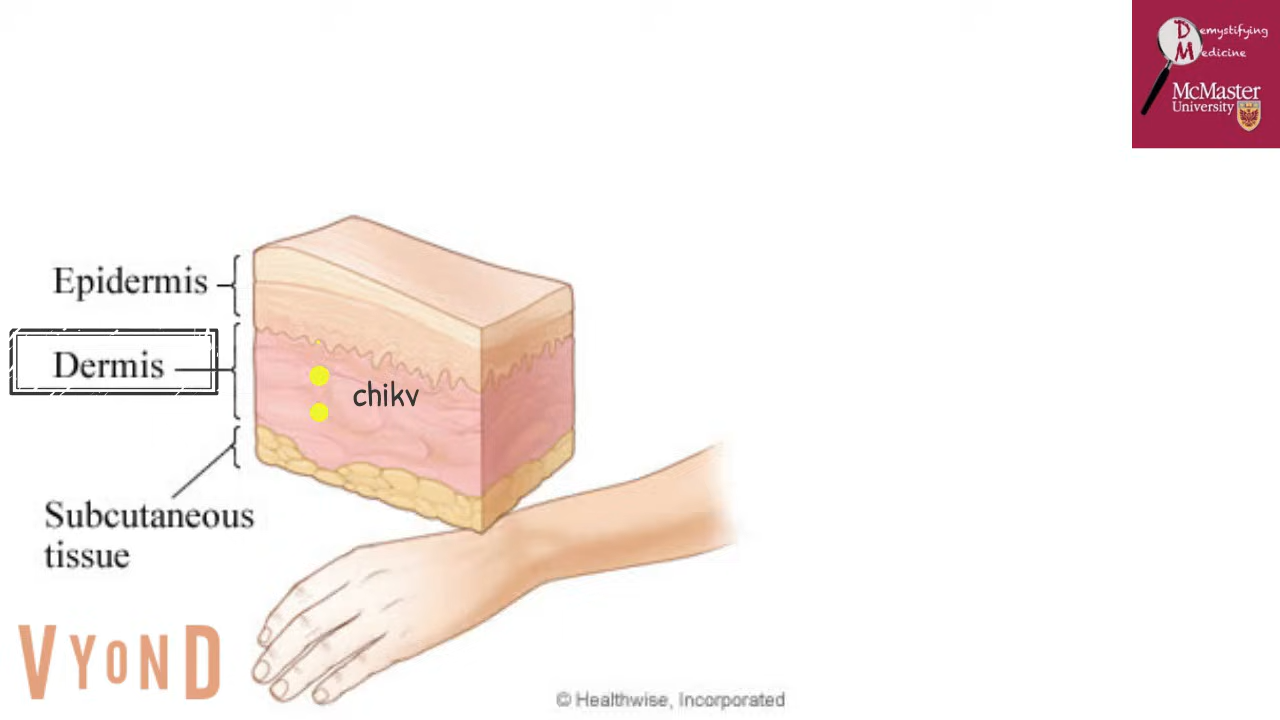 Demystifying
Medicine
McMaster
University
Epidermis
Dermis
chikv
Subcutaneous
tissue
VYOND
© Healthwise, Incorporated